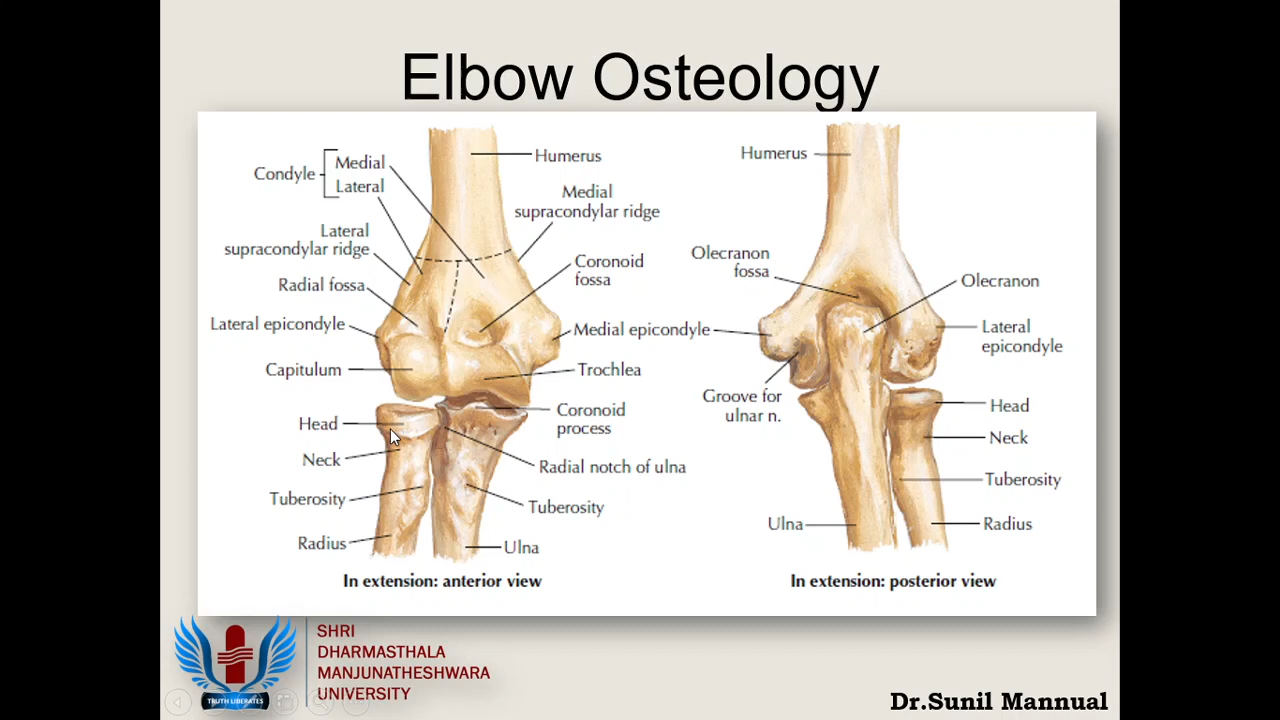 Elbow Osteology
Condyle
Medial
Lateral
Humerus
Medial
supracondylar ridge
Lateral
supracondylar ridge
Coronoid
fossa
Radial fossa
Lateral epicondyle
Medial epicondyle
Capitulum
Trochlea
Head
Coronoid
process
Neck
Radial notch of ulna
Tuberosity
Tuberosity
Radius
Ulna
In extension: anterior view
Humerus
Olecranon
fossa
Olecranon
Lateral
epicondyle
Groove for
ulnar n.
Head
Neck
Tuberosity
Ulna
Radius
In extension: posterior view
SHRI
DHARMASTHALA
MANJUNATHESHWARA
UNIVERSITY
TRUTH LIBERATES
Dr.Sunil Mannual